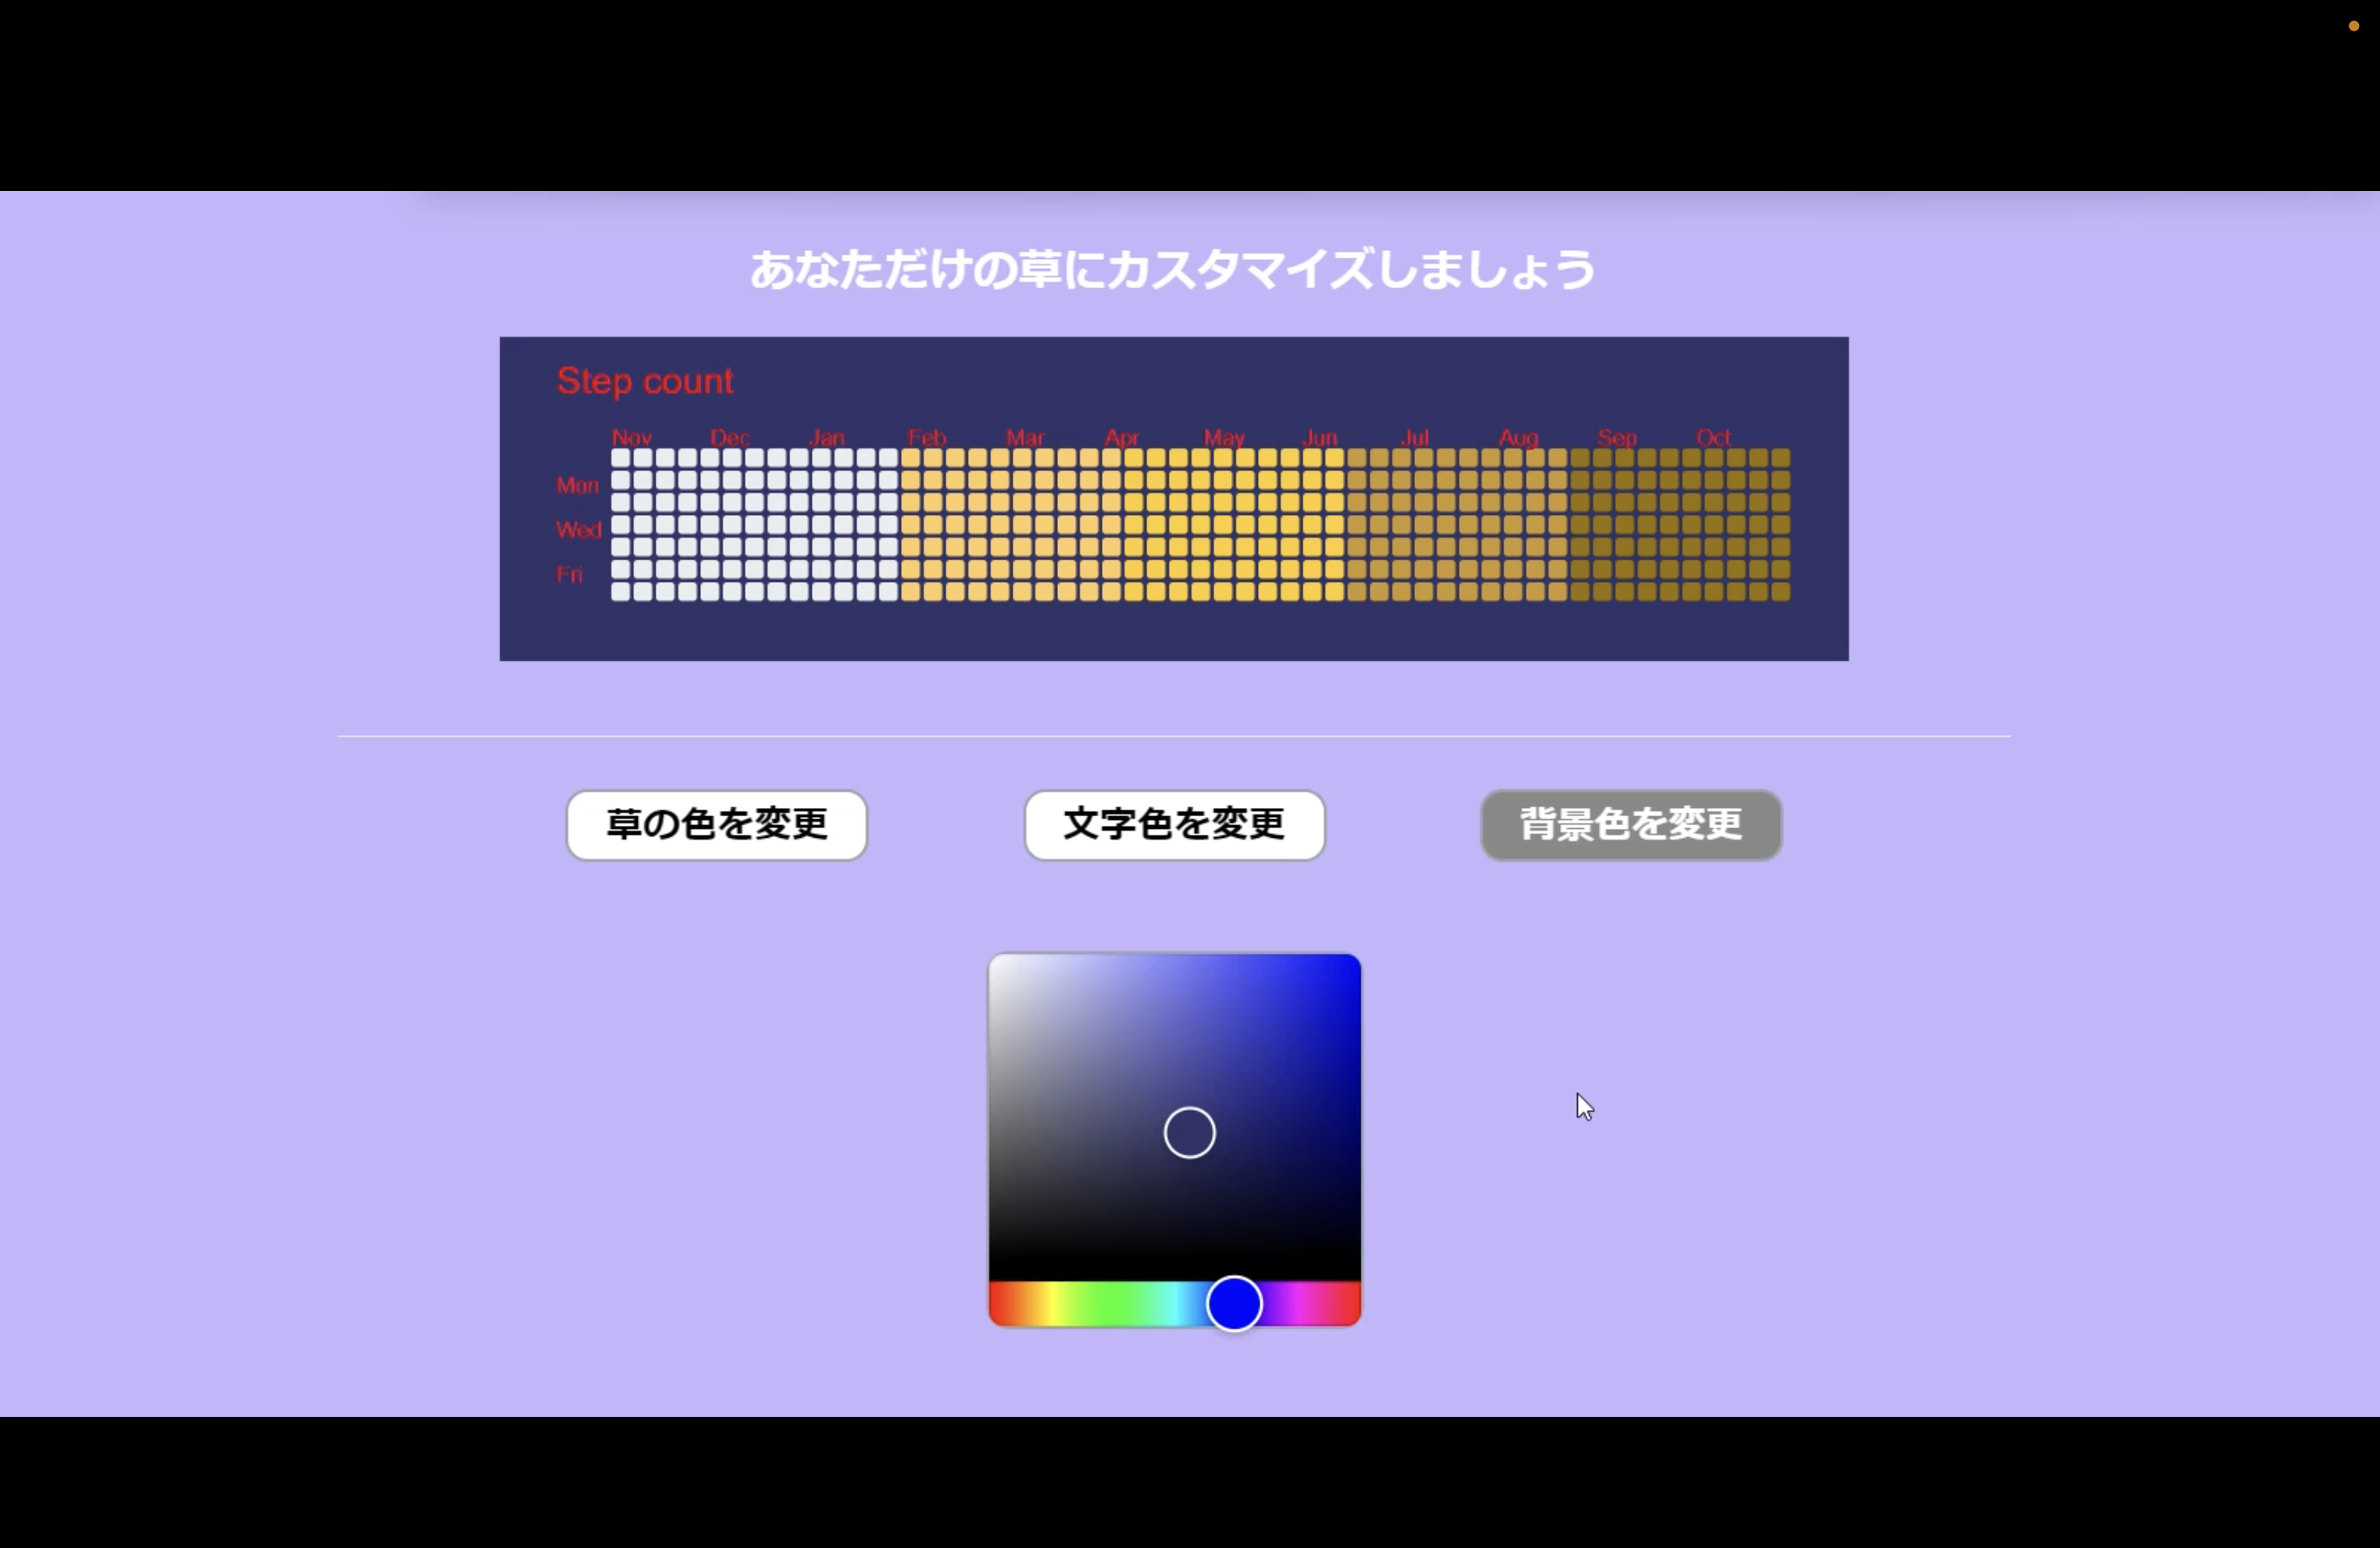 あなただけの草にカスタマイズしましょう
Step count
Nov Dec Jan Feb Mar Apr May Jun Jul Aug Sep Oct
Mon
Wed
Fri
草の色を変更 文字色を変更 背景色を変更